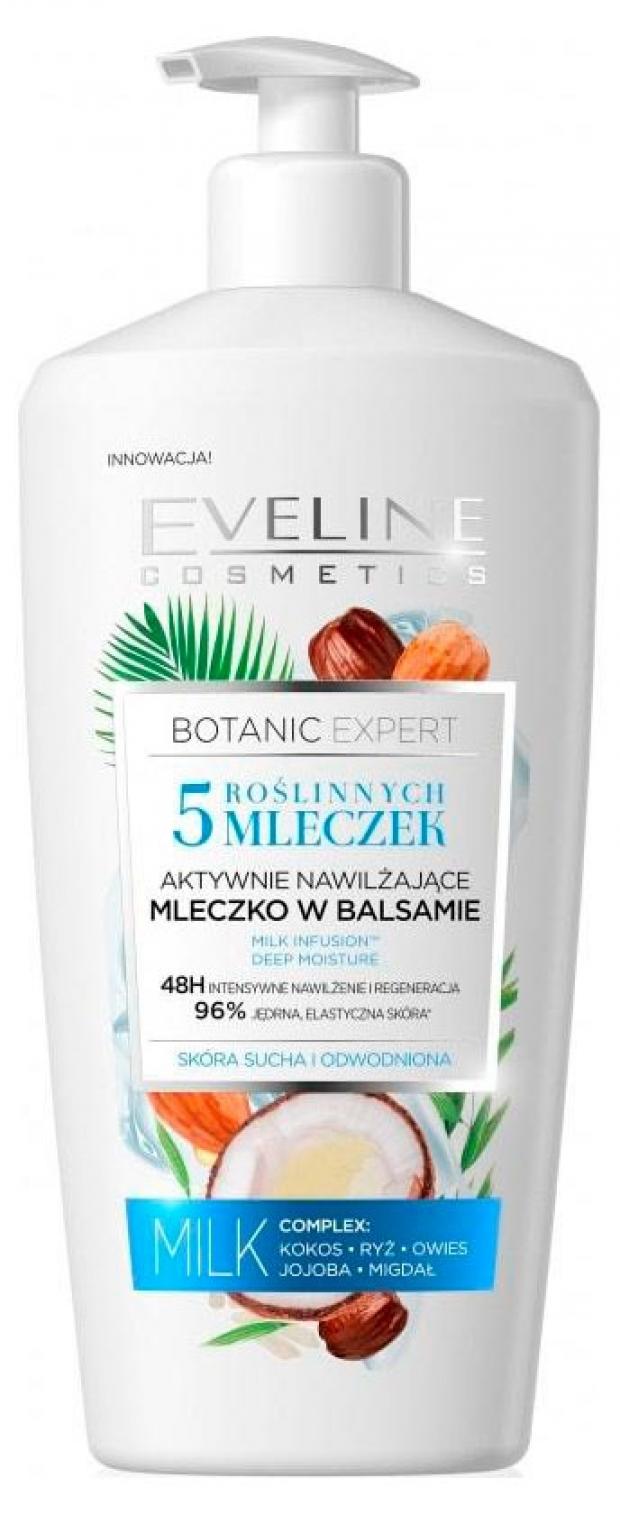 INNOWACJA!
EVELINE
COSMETICS
BOTANIC EXPERT
5 ROŚLINNYCH
MLECZEK
AKTYWNIE NAWILŻAJĄCE
MLECZKO W BALSAMIE
MILK INFUSION™
DEEP MOISTURE
48H INTENSYWNE NAWILŻENIE I REGENERACJA
96% JĘDRNA, ELASTYCZNA SKÓRA*
SKÓRA SUCHA I ODWODNIONA
MILK COMPLEX:
KOKOS • RYŻ • OWIES
JOJOBA • MIGDAŁ